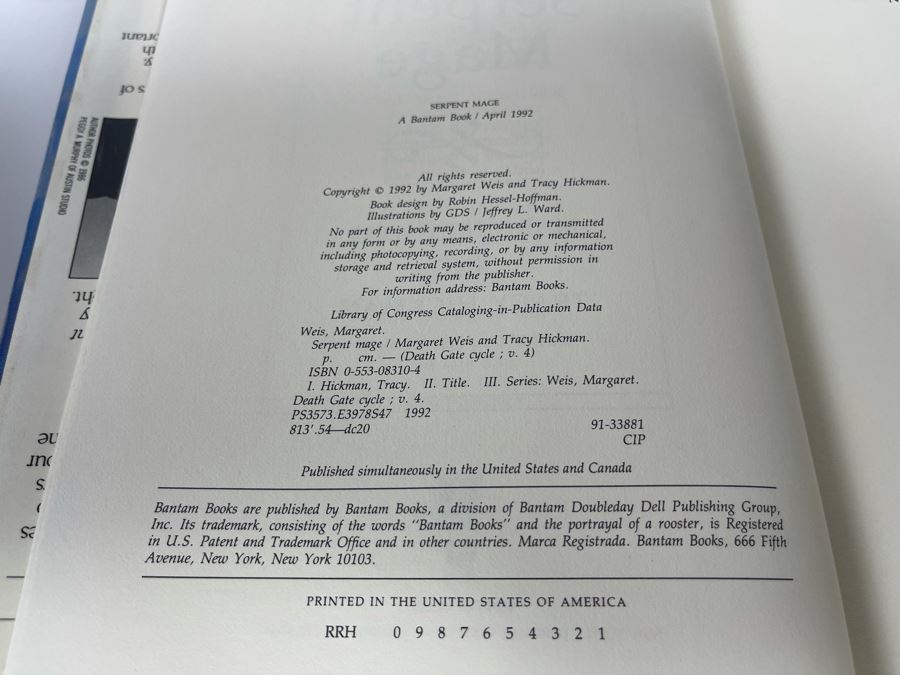 SERPENT MAGE
A Bantam Book / April 1992
All rights reserved.
Copyright © 1992 by Margaret Weis and Tracy Hickman.
Book design by Robin Hessel-Hoffman.
Illustrations by GDS / Jeffrey L. Ward.
No part of this book may be reproduced or transmitted
in any form or by any means, electronic or mechanical,
including photocopying, recording, or by any information
storage and retrieval system, without permission in
writing from the publisher.
For information address: Bantam Books.
Library of Congress Cataloging-in-Publication Data
Weis, Margaret.
Serpent mage / Margaret Weis and Tracy Hickman.
p. cm. — (Death Gate cycle ; v. 4)
ISBN 0-553-08310-4
I. Hickman, Tracy. II. Title. III. Series: Weis, Margaret.
Death Gate cycle ; v. 4.
PS3573.E3978S47 1992
813'.54—dc20 91-33881
CIP
Published simultaneously in the United States and Canada
Bantam Books are published by Bantam Books, a division of Bantam Doubleday Dell Publishing Group,
Inc. Its trademark, consisting of the words "Bantam Books" and the portrayal of a rooster, is Registered
in U.S. Patent and Trademark Office and in other countries. Marca Registrada. Bantam Books, 666 Fifth
Avenue, New York, New York 10103.
PRINTED IN THE UNITED STATES OF AMERICA
RRH 0 9 8 7 6 5 4 3 2 1
AUTHOR PHOTOS © 1985
PEGGY A. MURPHY OF AUSTIN STUDIO